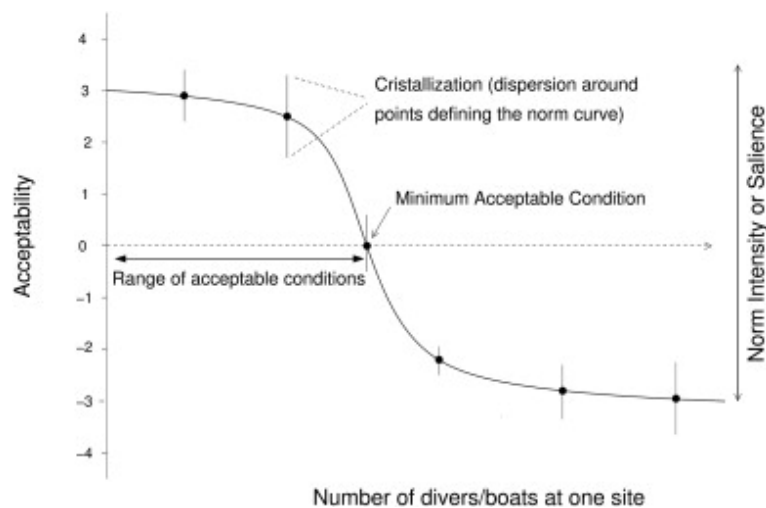 4
3
2
1
0
−1
−2
−3
−4
Acceptability
Cristallization (dispersion around
points defining the norm curve)
Minimum Acceptable Condition
Range of acceptable conditions
Norm Intensity or Salience
Number of divers/boats at one site